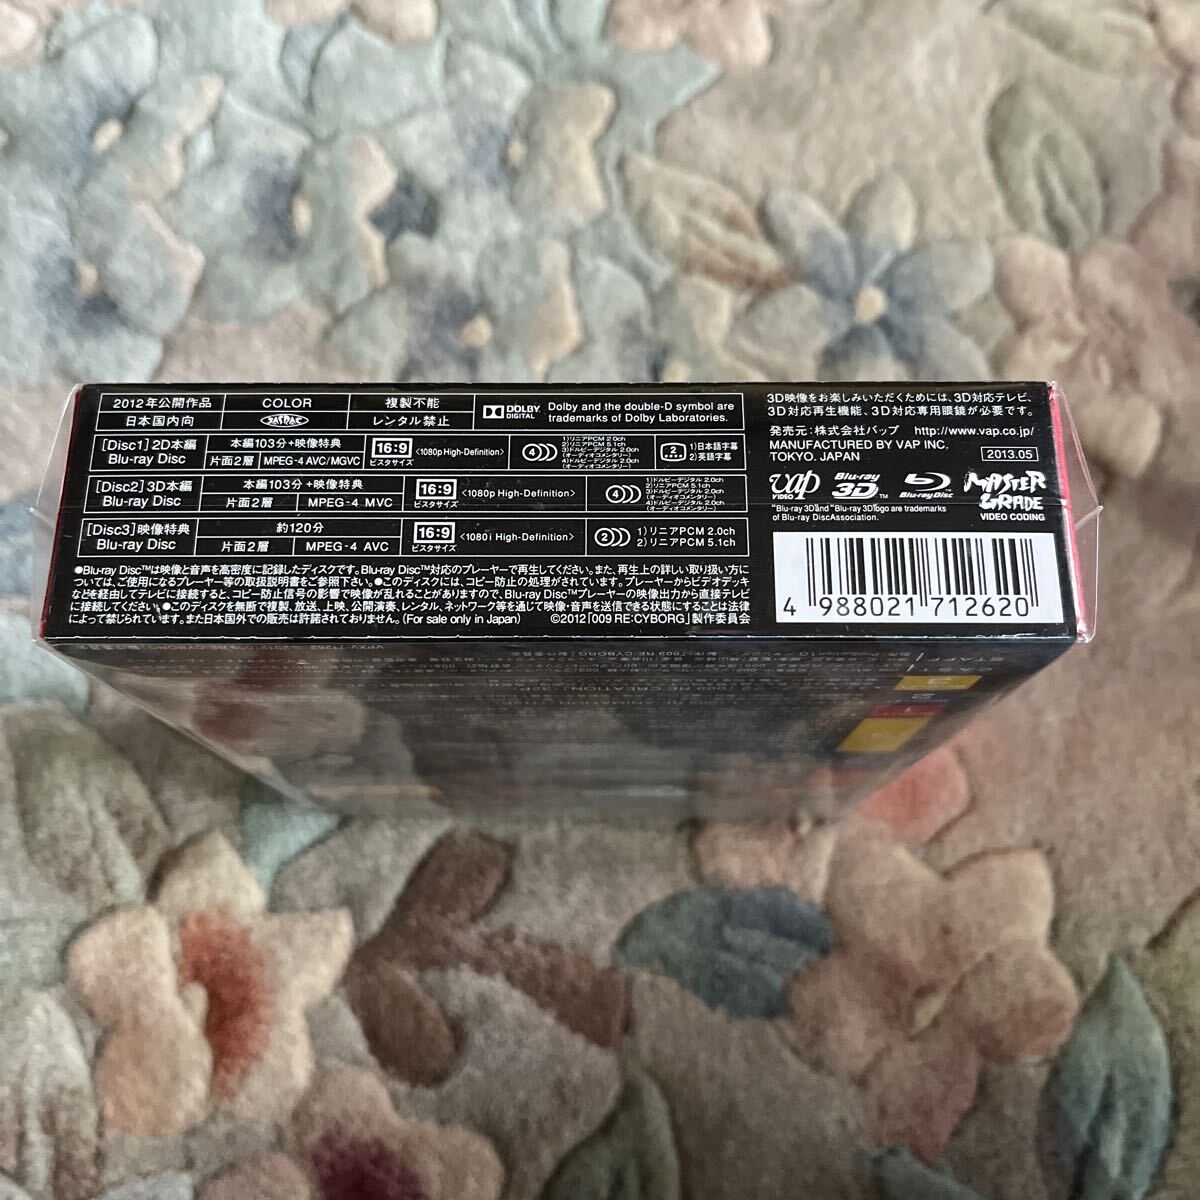 2012年公開作品 COLOR 複製不能
日本国内向 レンタル禁止
DOLBY DIGITAL
Dolby and the double-D symbol are
trademarks of Dolby Laboratories.
[Disc1] 2D本編
Blu-ray Disc
本編103分+映像特典
片面2層 MPEG-4 AVC/MGVC
16:9
ビスタサイズ
<1080p High-Definition>
4
1)リニアPCM 2.0ch
2)リニアPCM 5.1ch
3)ドルビーデジタル 2.0ch
(オーディオコメンタリー)
4)ドルビーデジタル 2.0ch
(オーディオコメンタリー)
2
1)日本語字幕
2)英語字幕
[Disc2] 3D本編
Blu-ray Disc
本編103分+映像特典
片面2層 MPEG-4 MVC
16:9
ビスタサイズ
<1080p High-Definition>
4
1)リニアPCM 2.0ch
2)リニアPCM 5.1ch
3)ドルビーデジタル 2.0ch
(オーディオコメンタリー)
4)ドルビーデジタル 2.0ch
(オーディオコメンタリー)
[Disc3] 映像特典
Blu-ray Disc
約120分
片面2層 MPEG-4 AVC
16:9
ビスタサイズ
<1080i High-Definition>
2
1)リニアPCM 2.0ch
2)リニアPCM 5.1ch
●Blu-ray Disc™は映像と音声を高密度に記録したディスクです。Blu-ray Disc™対応のプレーヤーで再生してください。また、再生上の詳しい取り扱い方に
ついては、ご使用になるプレーヤー等の取扱説明書をご参照下さい。●このディスクには、コピー防止の処理がされています。プレーヤーからビデオデッキ
などを経由してテレビに接続すると、コピー防止信号の影響で映像が乱れることがありますので、Blu-ray Disc™プレーヤーの映像出力から直接テレビ
に接続してください。●このディスクを無断で複製、放送、上映、公開演奏、レンタル、ネットワーク等を通じて映像・音声を送信できる状態にすることは法律
によって禁じられています。また日本国外での販売は許諾されておりません。(For sale only in Japan)
©2012「009 RE:CYBORG」製作委員会
3D映像をお楽しみいただくためには、3D対応テレビ、
3D対応再生機能、3D対応専用眼鏡が必要です。
発売元:株式会社バップ http://www.vap.co.jp/
MANUFACTURED BY VAP INC.
TOKYO. JAPAN
2013.05
vap VIDEO
Blu-ray 3D™
Blu-ray Disc
MASTER GRADE
VIDEO CODING
"Blu-ray 3D"and "Blu-ray 3D"logo are trademarks
of Blu-ray DiscAssociation.
4 988021 712620
VPXY-71262
STAFF
CAST